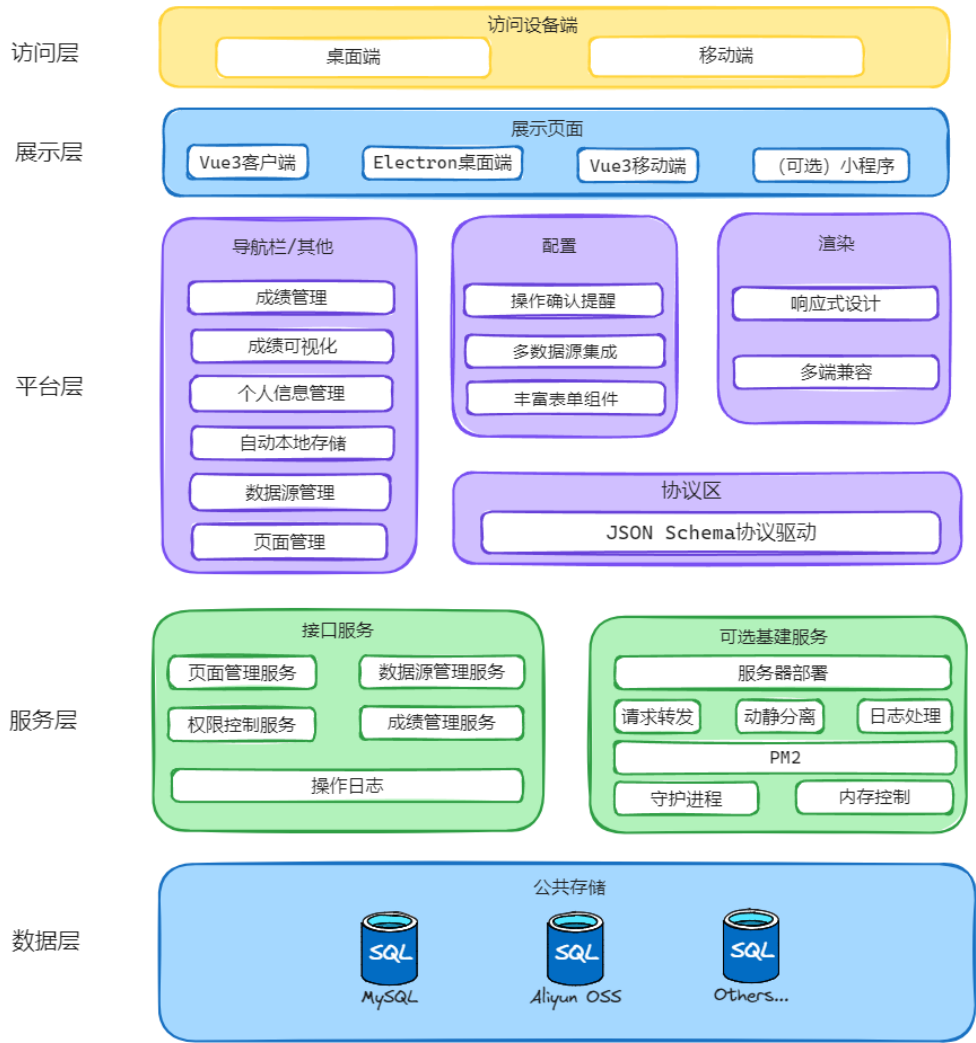 访问层
访问设备端
桌面端
移动端
展示层
展示页面
Vue3客户端
Electron桌面端
Vue3移动端
（可选）小程序
平台层
导航栏/其他
成绩管理
成绩可视化
个人信息管理
自动本地存储
数据源管理
页面管理
配置
操作确认提醒
多数据源集成
丰富表单组件
渲染
响应式设计
多端兼容
协议区
JSON Schema协议驱动
服务层
接口服务
页面管理服务
数据源管理服务
权限控制服务
成绩管理服务
操作日志
可选基建服务
服务器部署
请求转发
动静分离
日志处理
PM2
守护进程
内存控制
数据层
公共存储
SQL
MySQL
SQL
Aliyun OSS
SQL
Others...